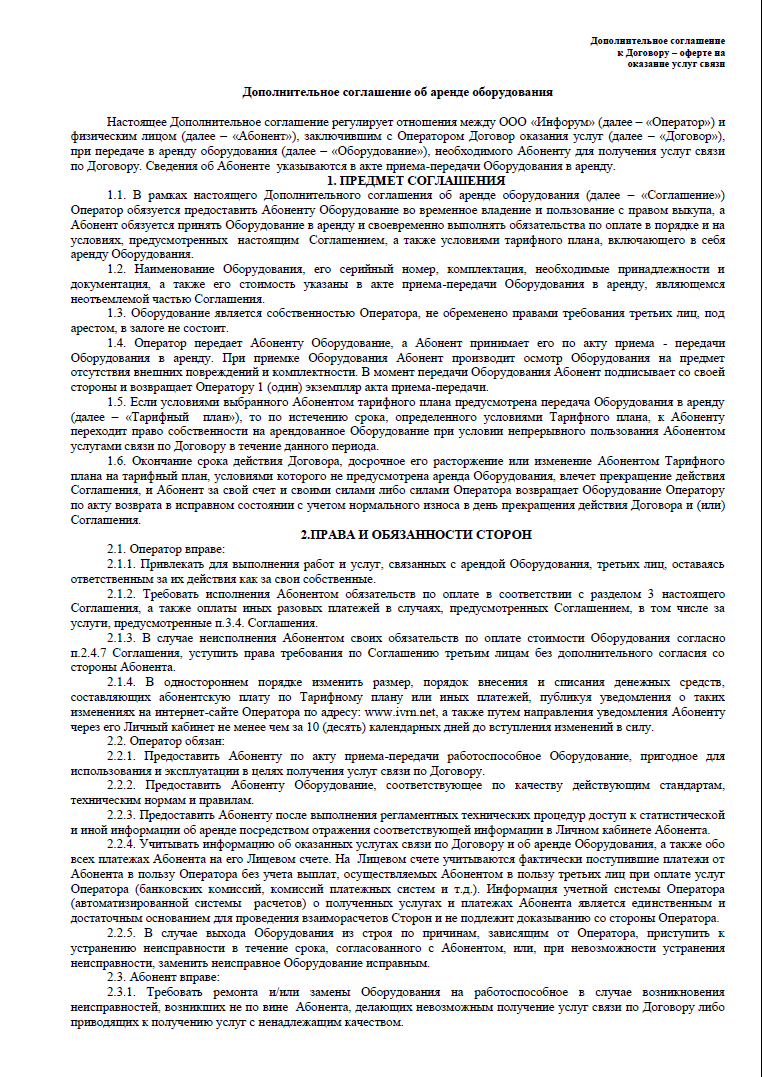 Дополнительное соглашение
к Договору – оферте на
оказание услуг связи
Дополнительное соглашение об аренде оборудования
Настоящее Дополнительное соглашение регулирует отношения между ООО «Инфорум» (далее – «Оператор») и
физическим лицом (далее – «Абонент»), заключившим с Оператором Договор оказания услуг (далее – «Договор»),
при передаче в аренду оборудования (далее – «Оборудование»), необходимого Абоненту для получения услуг связи
по Договору. Сведения об Абоненте указываются в акте приема-передачи Оборудования в аренду.
1. ПРЕДМЕТ СОГЛАШЕНИЯ
1.1. В рамках настоящего Дополнительного соглашения об аренде оборудования (далее – «Соглашение»)
Оператор обязуется предоставить Абоненту Оборудование во временное владение и пользование с правом выкупа, а
Абонент обязуется принять Оборудование в аренду и своевременно выполнять обязательства по оплате в порядке и на
условиях, предусмотренных настоящим Соглашением, а также условиями тарифного плана, включающего в себя
аренду Оборудования.
1.2. Наименование Оборудования, его серийный номер, комплектация, необходимые принадлежности и
документация, а также его стоимость указаны в акте приема-передачи Оборудования в аренду, являющемся
неотъемлемой частью Соглашения.
1.3. Оборудование является собственностью Оператора, не обременено правами требования третьих лиц, под
арестом, в залоге не состоит.
1.4. Оператор передает Абоненту Оборудование, а Абонент принимает его по акту приема - передачи
Оборудования в аренду. При приемке Оборудования Абонент производит осмотр Оборудования на предмет
отсутствия внешних повреждений и комплектности. В момент передачи Оборудования Абонент подписывает со своей
стороны и возвращает Оператору 1 (один) экземпляр акта приема-передачи.
1.5. Если условиями выбранного Абонентом тарифного плана предусмотрена передача Оборудования в аренду
(далее – «Тарифный план»), то по истечению срока, определенного условиями Тарифного плана, к Абоненту
переходит право собственности на арендованное Оборудование при условии непрерывного пользования Абонентом
услугами связи по Договору в течение данного периода.
1.6. Окончание срока действия Договора, досрочное его расторжение или изменение Абонентом Тарифного
плана на тарифный план, условиями которого не предусмотрена аренда Оборудования, влечет прекращение действия
Соглашения, и Абонент за свой счет и своими силами либо силами Оператора возвращает Оборудование Оператору
по акту возврата в исправном состоянии с учетом нормального износа в день прекращения действия Договора и (или)
Соглашения.
2.ПРАВА И ОБЯЗАННОСТИ СТОРОН
2.1. Оператор вправе:
2.1.1. Привлекать для выполнения работ и услуг, связанных с арендой Оборудования, третьих лиц, оставаясь
ответственным за их действия как за свои собственные.
2.1.2. Требовать исполнения Абонентом обязательств по оплате в соответствии с разделом 3 настоящего
Соглашения, а также оплаты иных разовых платежей в случаях, предусмотренных Соглашением, в том числе за
услуги, предусмотренные п.3.4. Соглашения.
2.1.3. В случае неисполнения Абонентом своих обязательств по оплате стоимости Оборудования согласно
п.2.4.7 Соглашения, уступить права требования по Соглашению третьим лицам без дополнительного согласия со
стороны Абонента.
2.1.4. В одностороннем порядке изменить размер, порядок внесения и списания денежных средств,
составляющих абонентскую плату по Тарифному плану или иных платежей, публикуя уведомления о таких
изменениях на интернет-сайте Оператора по адресу: www.ivrn.net, а также путем направления уведомления Абоненту
через его Личный кабинет не менее чем за 10 (десять) календарных дней до вступления изменений в силу.
2.2. Оператор обязан:
2.2.1. Предоставить Абоненту по акту приема-передачи работоспособное Оборудование, пригодное для
использования и эксплуатации в целях получения услуг связи по Договору.
2.2.2. Предоставить Абоненту Оборудование, соответствующее по качеству действующим стандартам,
техническим нормам и правилам.
2.2.3. Предоставить Абоненту после выполнения регламентных технических процедур доступ к статистической
и иной информации об аренде посредством отражения соответствующей информации в Личном кабинете Абонента.
2.2.4. Учитывать информацию об оказанных услугах связи по Договору и об аренде Оборудования, а также обо
всех платежах Абонента на его Лицевом счете. На Лицевом счете учитываются фактически поступившие платежи от
Абонента в пользу Оператора без учета выплат, осуществляемых Абонентом в пользу третьих лиц при оплате услуг
Оператора (банковских комиссий, комиссий платежных систем и т.д.). Информация учетной системы Оператора
(автоматизированной системы расчетов) о полученных услугах и платежах Абонента является единственным и
достаточным основанием для проведения взаиморасчетов Сторон и не подлежит доказыванию со стороны Оператора.
2.2.5. В случае выхода Оборудования из строя по причинам, зависящим от Оператора, приступить к
устранению неисправности в течение срока, согласованного с Абонентом, или, при невозможности устранения
неисправности, заменить неисправное Оборудование исправным.
2.3. Абонент вправе:
2.3.1. Требовать ремонта и/или замены Оборудования на работоспособное в случае возникновения
неисправностей, возникших не по вине Абонента, делающих невозможным получение услуг связи по Договору либо
приводящих к получению услуг с ненадлежащим качеством.